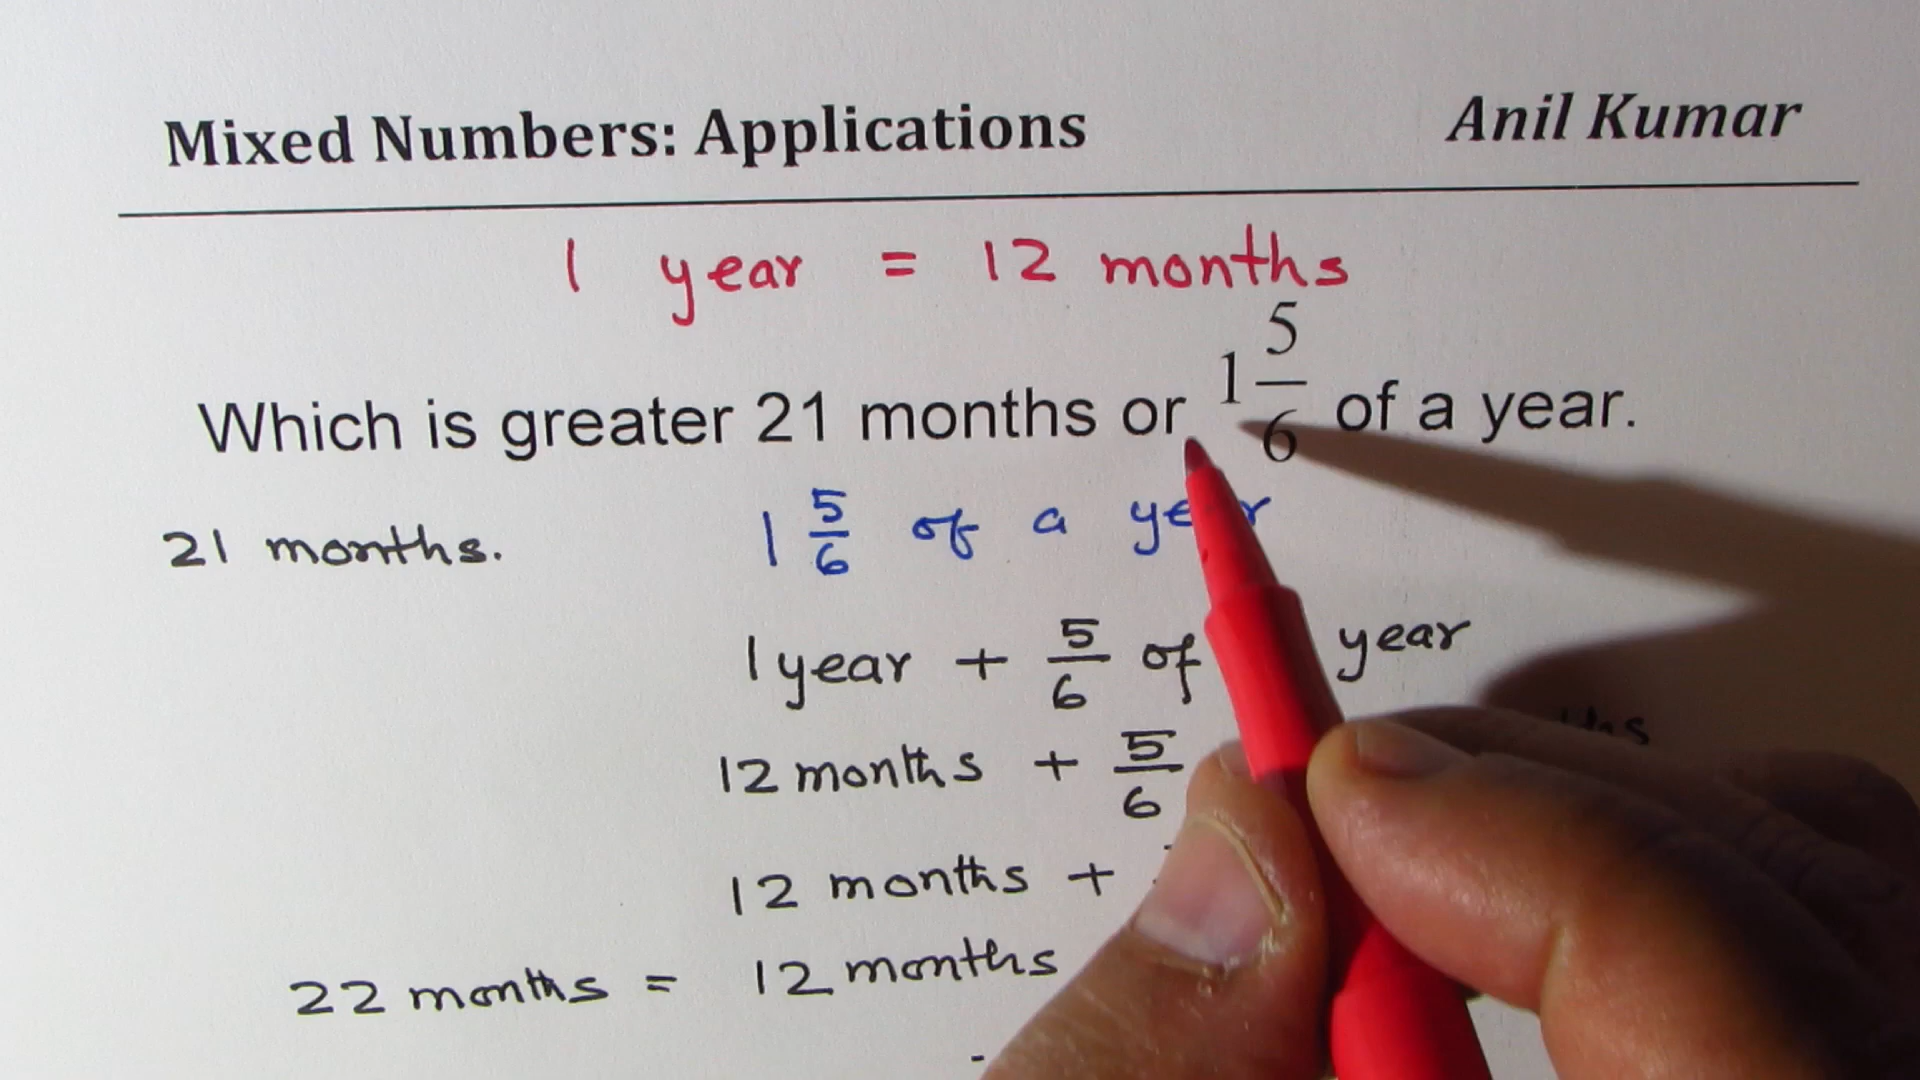 Mixed Numbers: Applications Anil Kumar
1 year = 12 months
Which is greater 21 months or 1 5/6 of a year.
21 months. 1 5/6 of a
1 year + 5/6 of year
12 months + 5/6
12 months +
22 months = 12 months